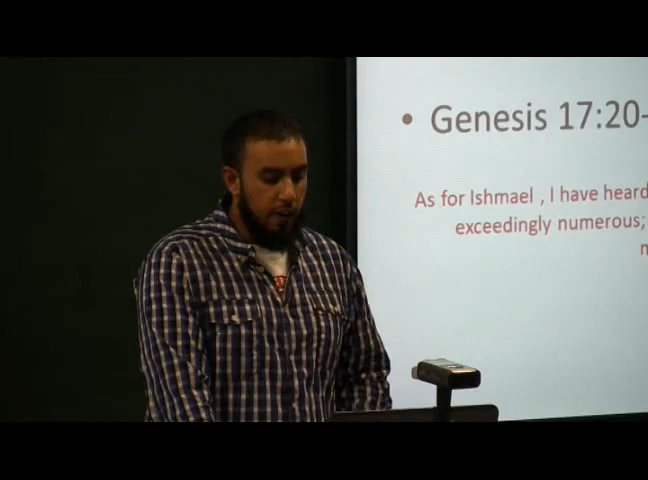 • Genesis 17:20-
As for Ishmael , I have heard
exceedingly numerous;